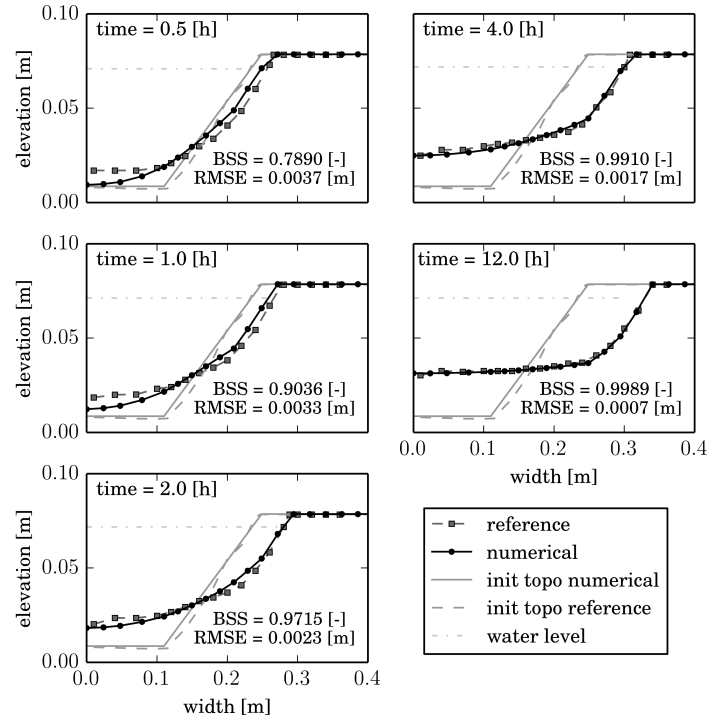 0.10
time = 0.5 [h]
elevation [m]
0.05
BSS = 0.7890 [-]
RMSE = 0.0037 [m]
0.00
time = 4.0 [h]
BSS = 0.9910 [-]
RMSE = 0.0017 [m]
0.10
time = 1.0 [h]
elevation [m]
0.05
BSS = 0.9036 [-]
RMSE = 0.0033 [m]
0.00
time = 12.0 [h]
BSS = 0.9989 [-]
RMSE = 0.0007 [m]
0.0 0.1 0.2 0.3 0.4
width [m]
0.10
time = 2.0 [h]
elevation [m]
0.05
BSS = 0.9715 [-]
RMSE = 0.0023 [m]
0.00
0.0 0.1 0.2 0.3 0.4
width [m]
reference
numerical
init topo numerical
init topo reference
water level